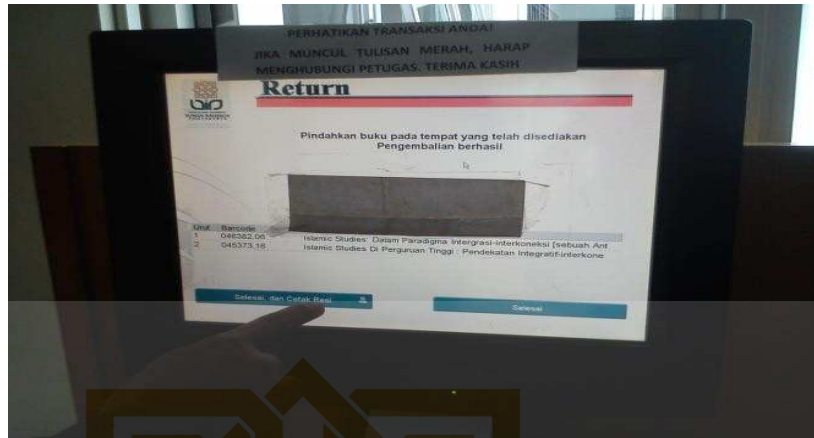 PERHATIKAN TRANSAKSI ANDA!
JIKA MUNCUL TULISAN MERAH, HARAP
MENGHUBUNGI PETUGAS. TERIMA KASIH
Return
Pindahkan buku pada tempat yang telah disediakan
Pengembalian berhasil
Urut Barcode
1 Islamic Studies: Dalam Paradigma Intergrasi-interkoneksi [sebuah Ant
2 Islamic Studies Di Perguruan Tinggi : Pendekatan Integratif-interkone
Selesai, dan Cetak Resi
Selesai